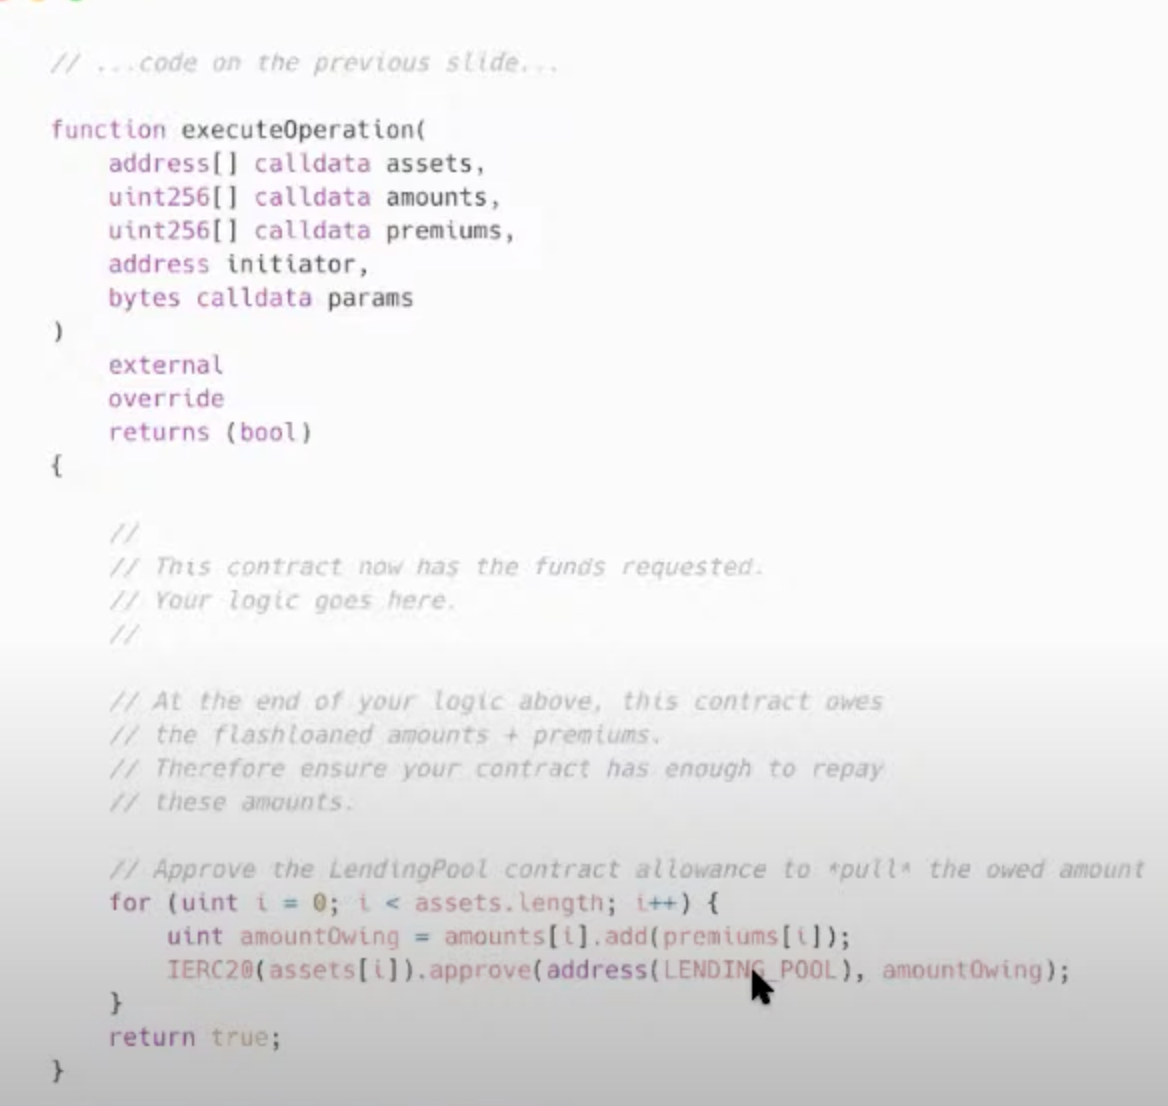 // ...code on the previous slide...
function executeOperation(
address[] calldata assets,
uint256[] calldata amounts,
uint256[] calldata premiums,
address initiator,
bytes calldata params
)
external
override
returns (bool)
{
//
// This contract now has the funds requested.
// Your logic goes here.
//
// At the end of your logic above, this contract owes
// the flashloaned amounts + premiums.
// Therefore ensure your contract has enough to repay
// these amounts.
// Approve the LendingPool contract allowance to *pull* the owed amount
for (uint i = 0; i < assets.length; i++) {
uint amountOwing = amounts[i].add(premiums[i]);
IERC20(assets[i]).approve(address(LENDING_POOL), amountOwing);
}
return true;
}